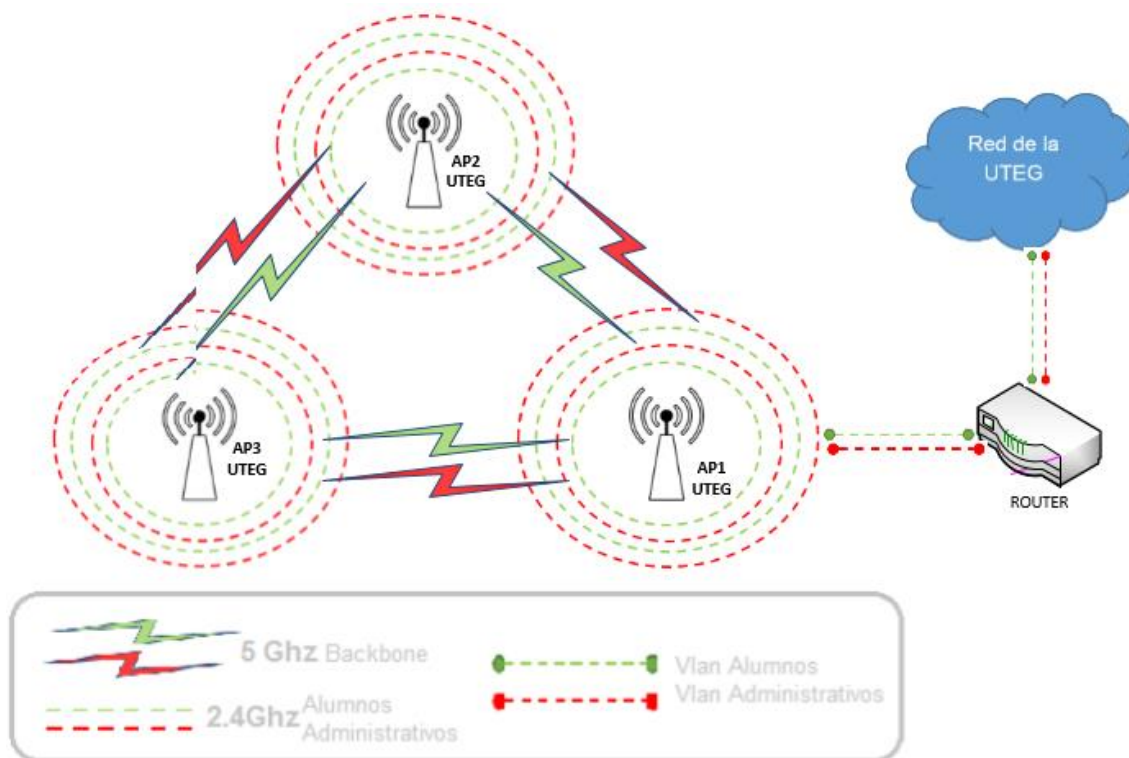 AP2
UTEG
Red de la
UTEG
AP3
UTEG
AP1
UTEG
ROUTER
5 Ghz Backbone
2.4Ghz Alumnos
Administrativos
Vlan Alumnos
Vlan Administrativos